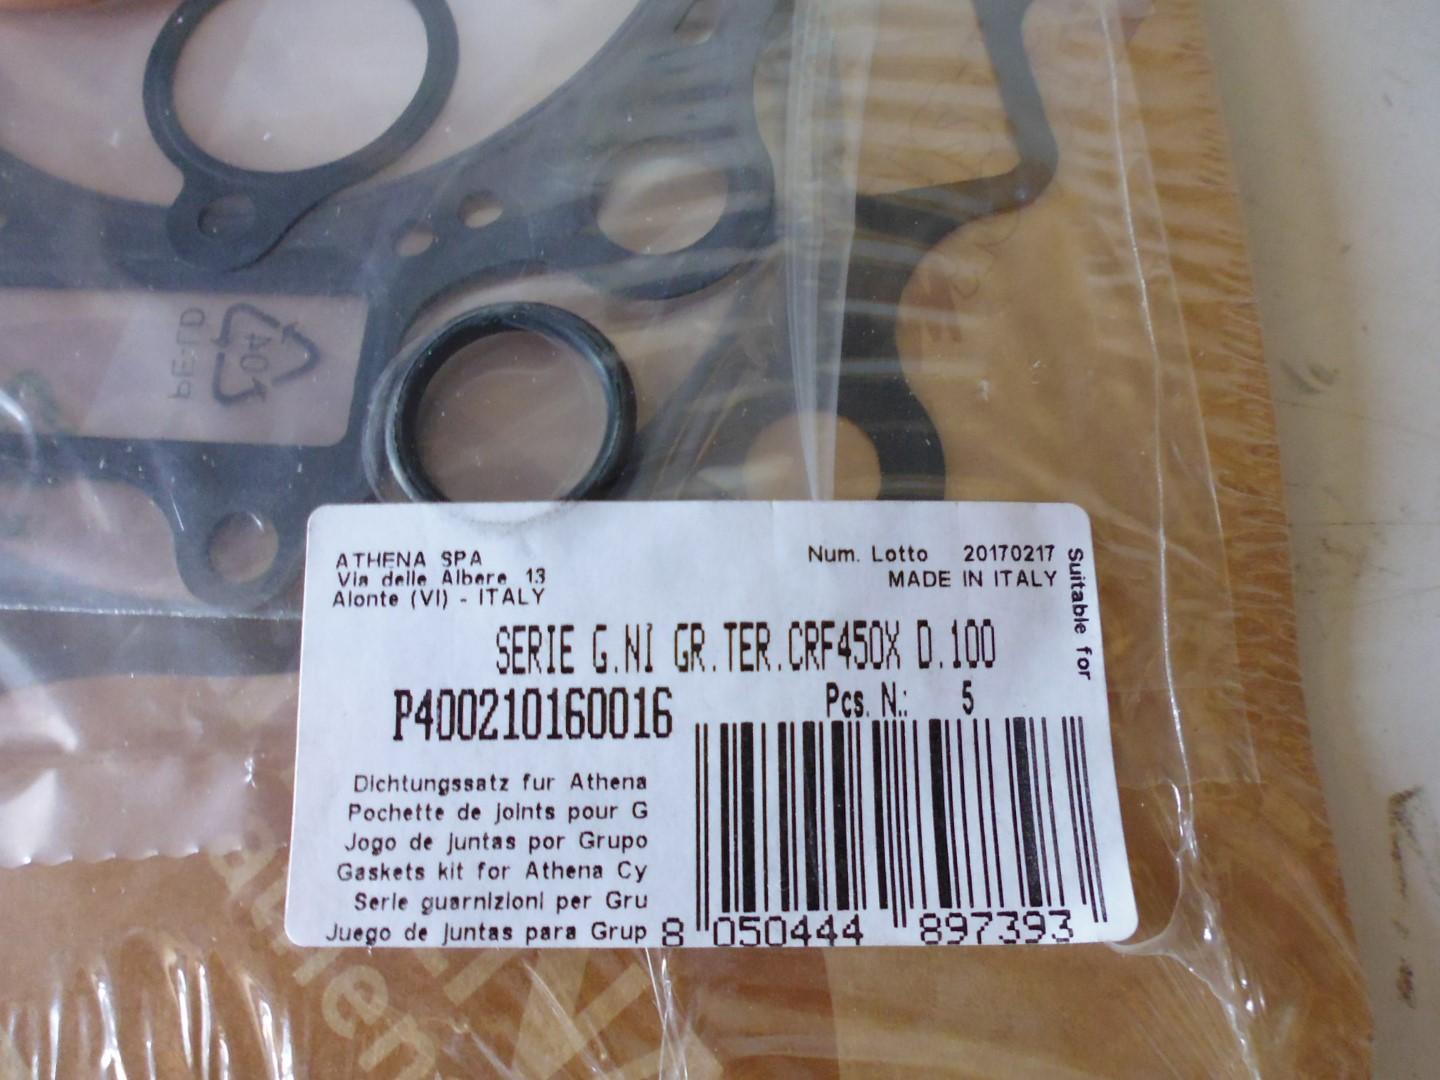 PE-LD
04
ATHENA SPA
Via delle Albere 13
Alonte (VI) - ITALY
Num. Lotto 20170217
MADE IN ITALY
Suitable for
SERIE G.NI GR.TER.CRF450X D.100
P400210160016
Pcs. N.: 5
Dichtungssatz fur Athena
Pochette de joints pour G
Jogo de juntas por Grupo
Gaskets kit for Athena Cy
Serie guarnizioni per Gru
Juego de juntas para Grup
8 050444 897393